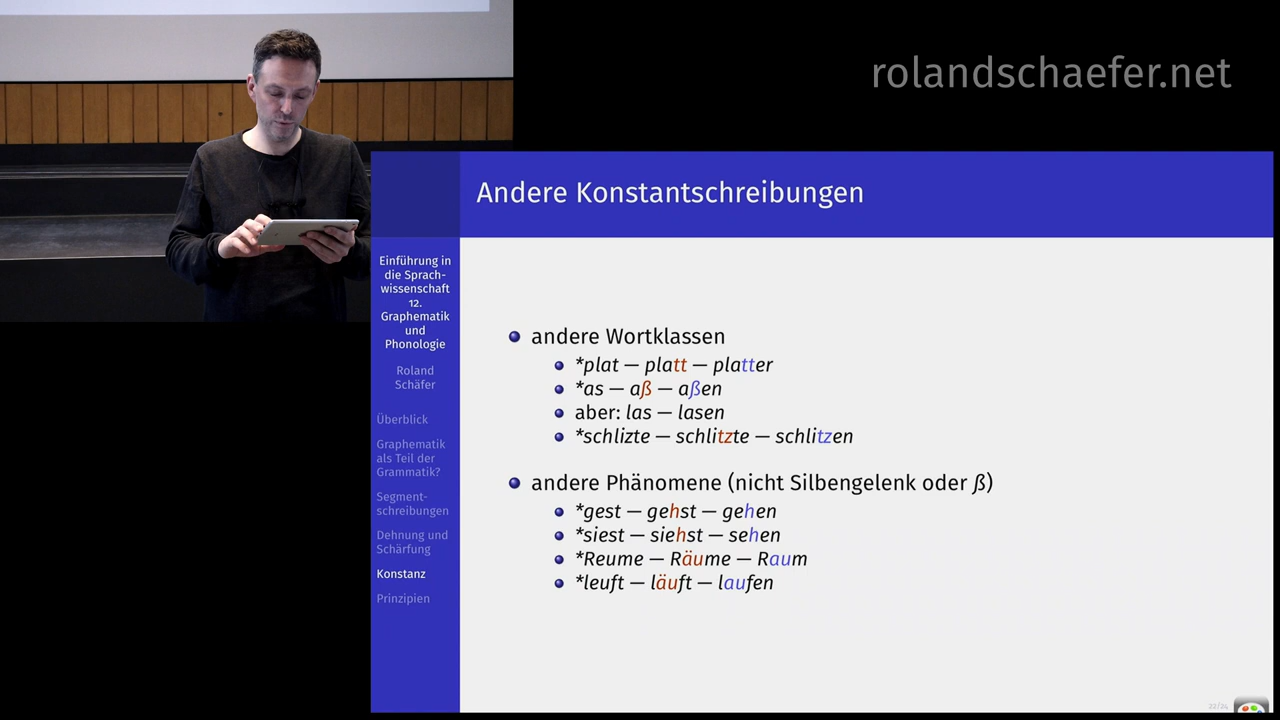 rolandschaefer.net
Andere Konstantschreibungen
Einführung in
die Sprach-
wissenschaft
12.
Graphematik
und
Phonologie
Roland
Schäfer
Überblick
Graphematik
als Teil der
Grammatik?
Segment-
schreibungen
Dehnung und
Schärfung
Konstanz
Prinzipien
andere Wortklassen
*plat — platt — platter
*as — aß — aßen
aber: las — lasen
*schlizte — schlitzte — schlitzen
andere Phänomene (nicht Silbengelenk oder ß)
*gest — gehst — gehen
*siest — siehst — sehen
*Reume — Räume — Raum
*leuft — läuft — laufen
22/24